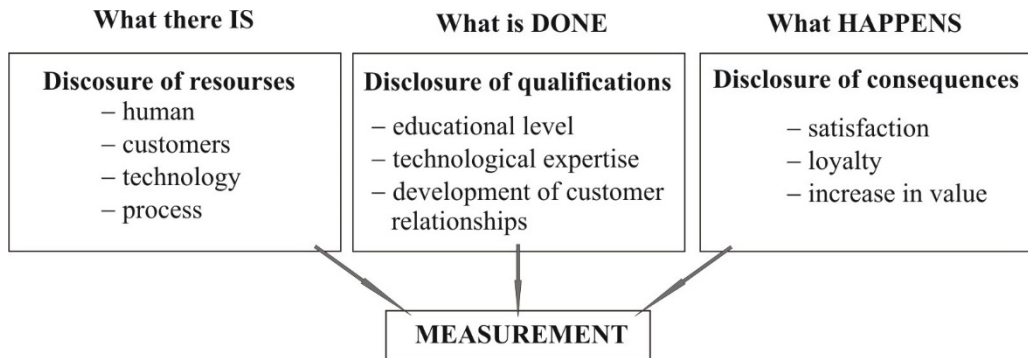 What there IS
Discosure of resourses
– human
– customers
– technology
– process
What is DONE
Disclosure of qualifications
– educational level
– technological expertise
– development of customer
relationships
What HAPPENS
Disclosure of consequences
– satisfaction
– loyalty
– increase in value
MEASUREMENT